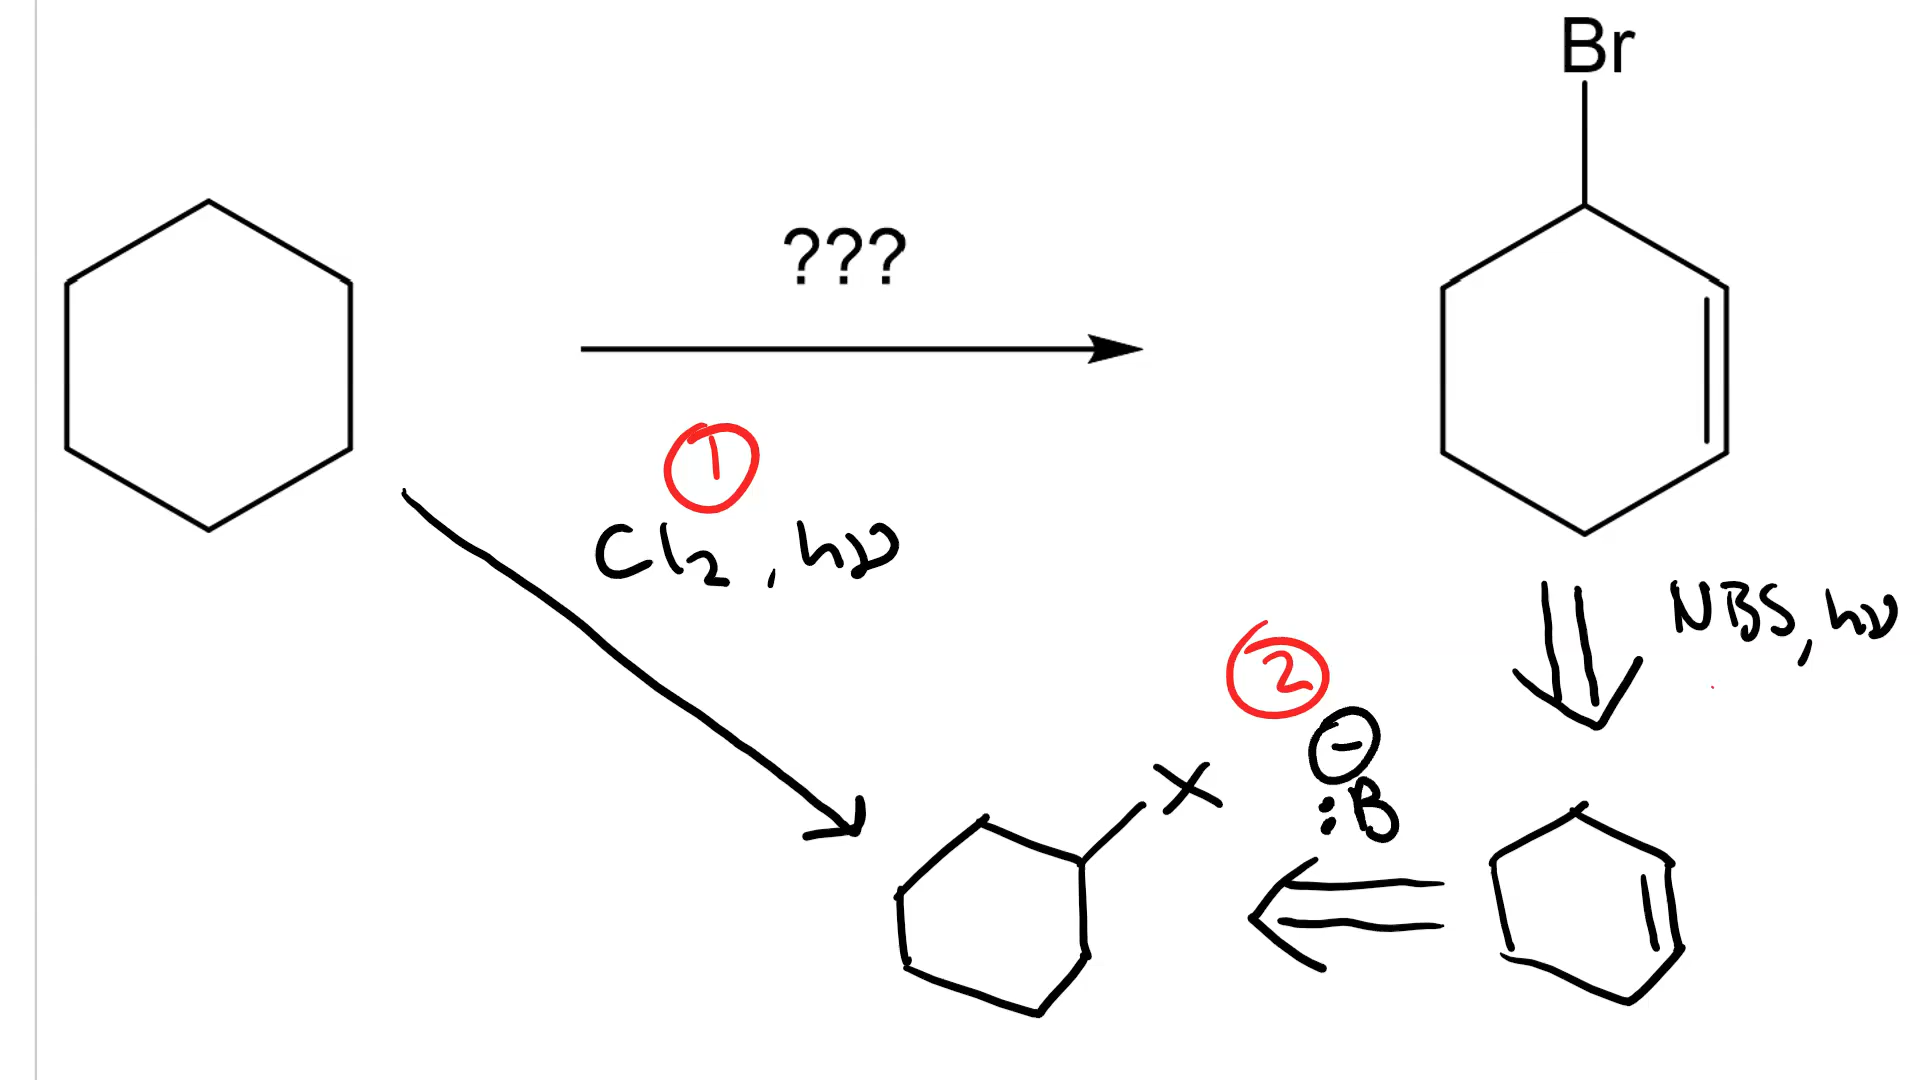 Br
???
1
Cl₂, hν
NBS, hν
2
⊖
:B
X